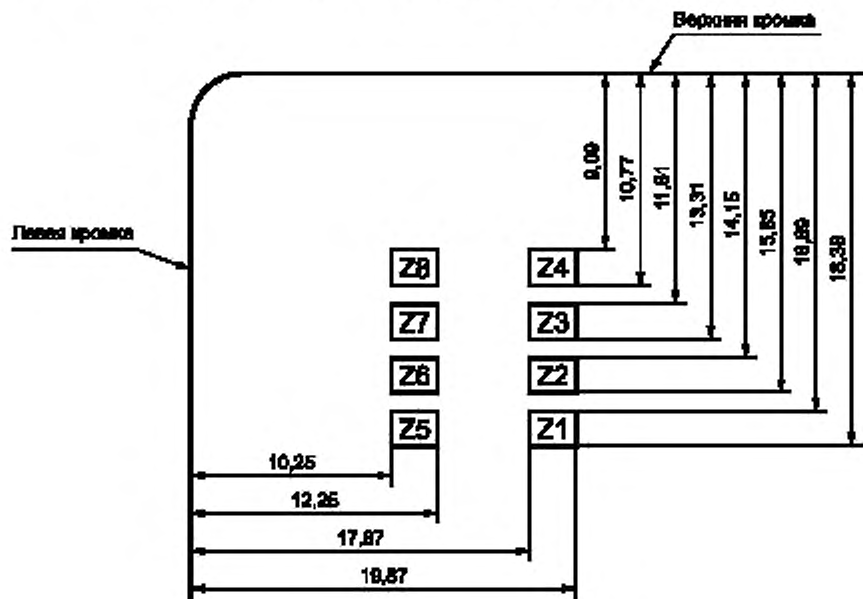 Верхняя кромка
9,09
10,77
11,61
13,31
14,15
15,85
16,69
18,39
Левая кромка
Z8 Z4
Z7 Z3
Z6 Z2
Z5 Z1
10,25
12,25
17,87
19,87